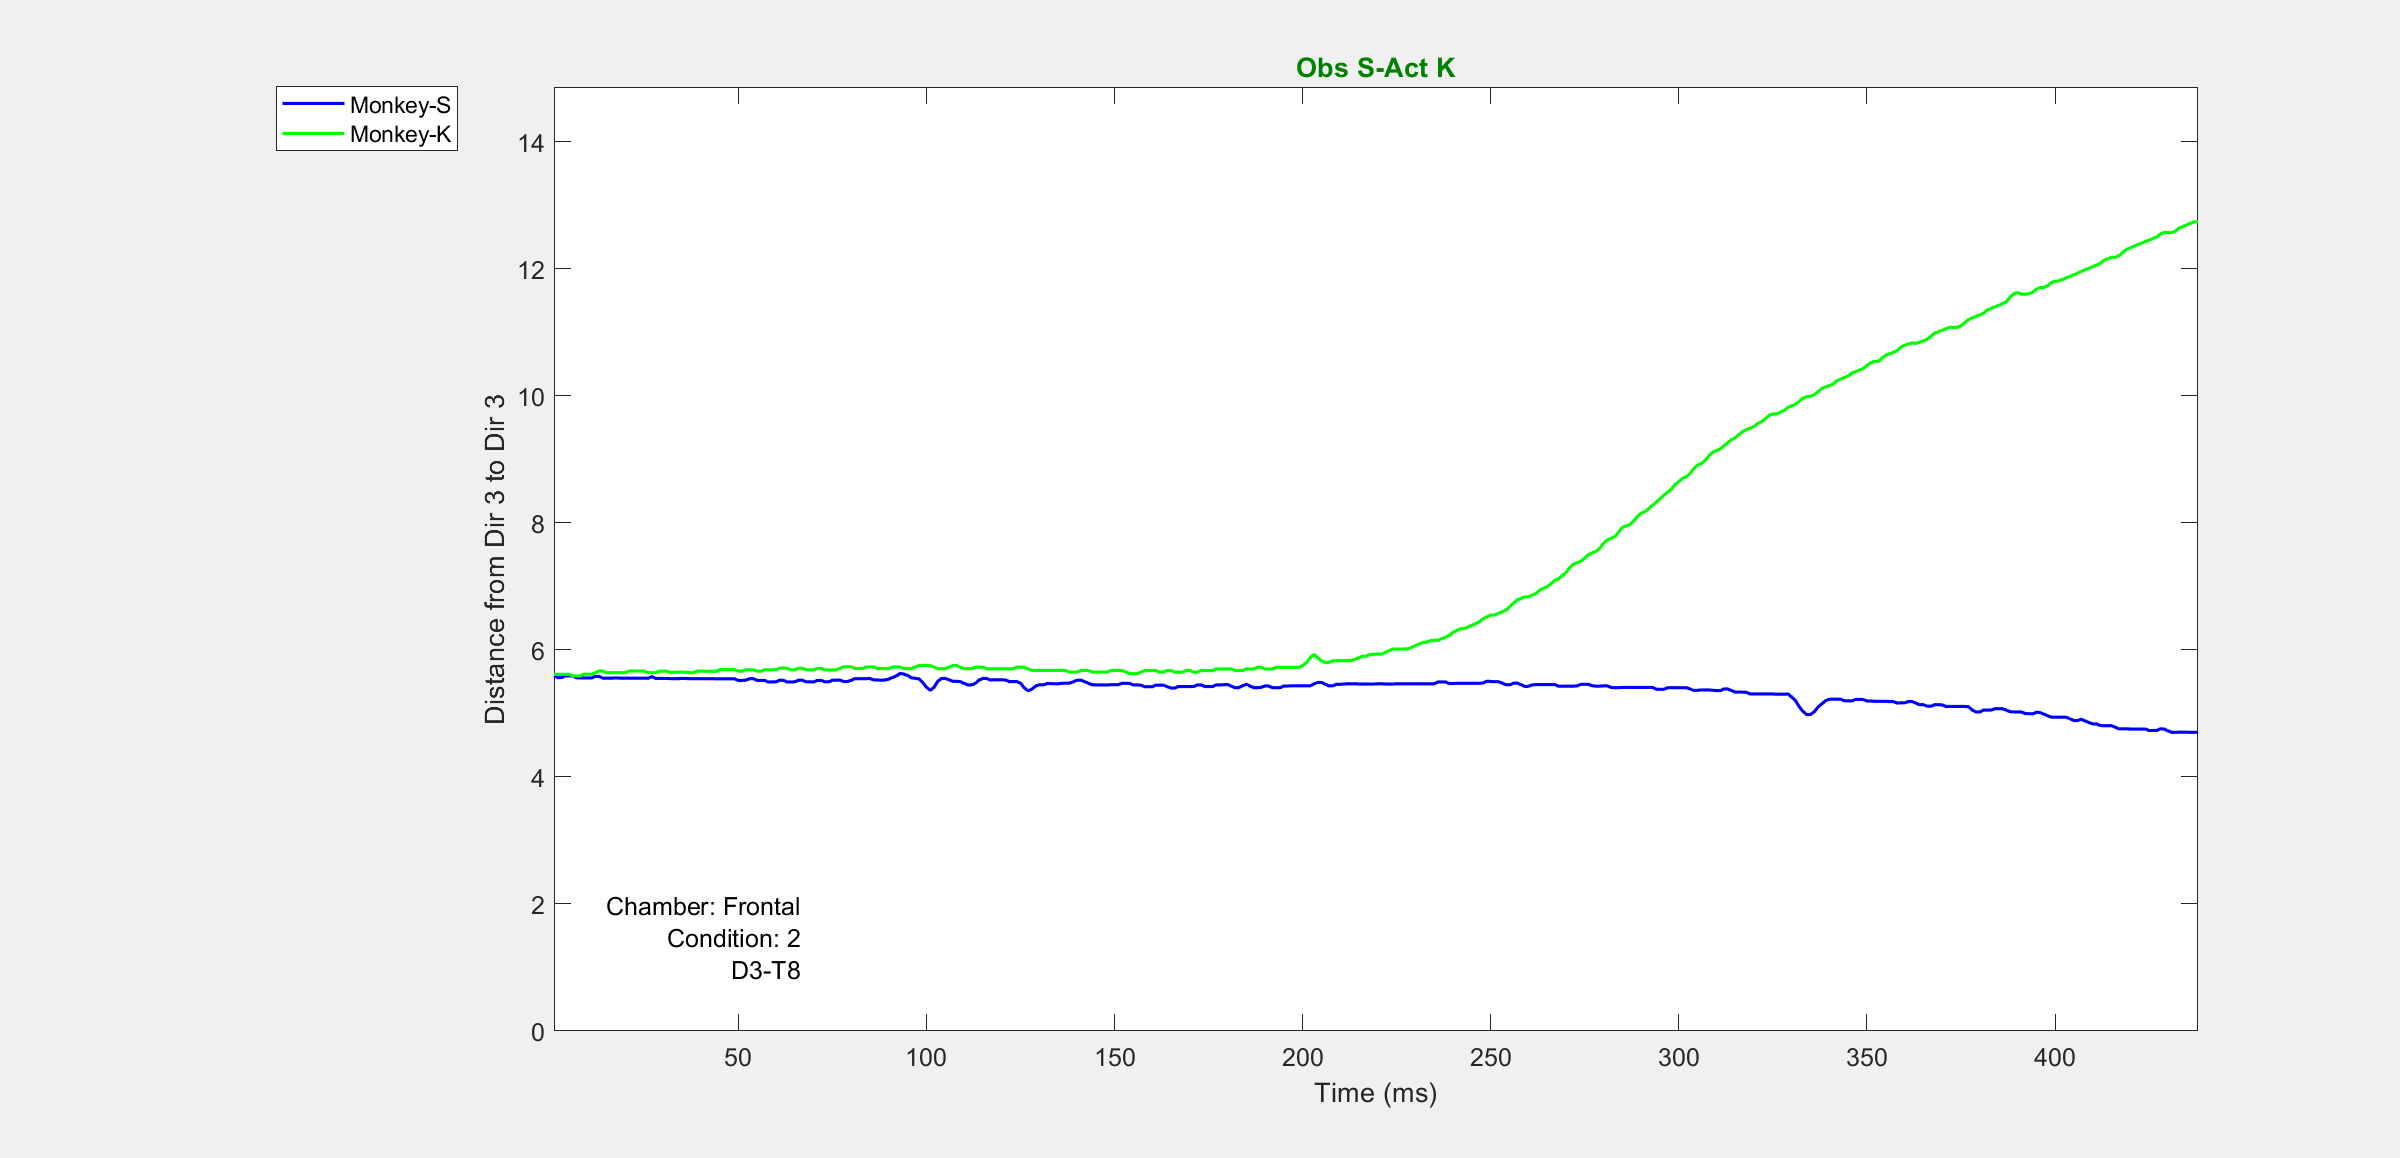 Obs S-Act K
Monkey-S
Monkey-K
14
12
10
8
6
4
2
0
Distance from Dir 3 to Dir 3
Chamber: Frontal
Condition: 2
D3-T8
50 100 150 200 250 300 350 400
Time (ms)